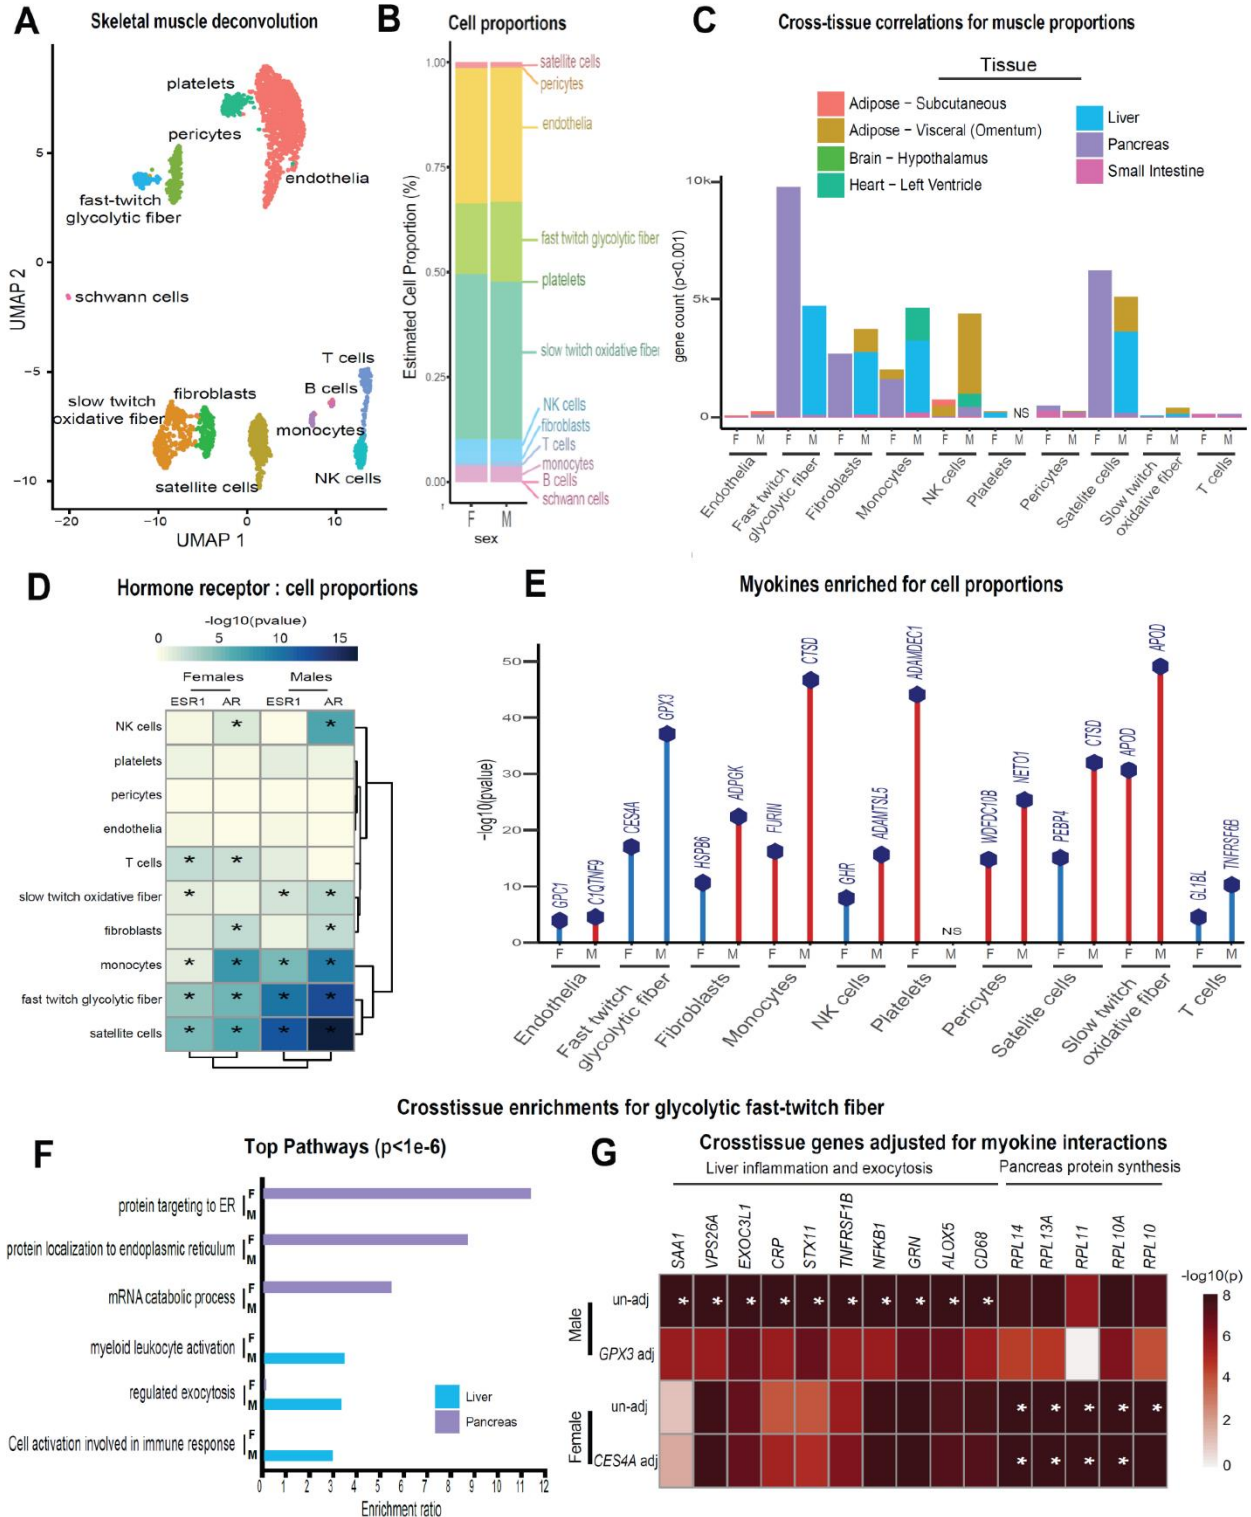 A
Skeletal muscle deconvolution
platelets
pericytes
endothelia
fast-twitch
glycolytic fiber
schwann cells
T cells
B cells
fibroblasts
slow twitch
oxidative fiber
monocytes
satellite cells
NK cells
5
0
−5
−10
UMAP 2
−20
−10
0
10
UMAP 1
B
Cell proportions
1.00
0.75
0.50
0.25
0.00
Estimated Cell Proportion (%)
satellite cells
pericytes
endothelia
fast twitch glycolytic fiber
platelets
slow twitch oxidative fiber
NK cells
fibroblasts
T cells
monocytes
B cells
schwann cells
F
M
sex
C
Cross-tissue correlations for muscle proportions
Tissue
Adipose − Subcutaneous
Adipose − Visceral (Omentum)
Brain − Hypothalamus
Heart − Left Ventricle
Liver
Pancreas
Small Intestine
10k
5k
0
gene count (p<0.001)
NS
F M F M F M F M F M F M F M F M F M F M
Endothelia
Fast twitch
glycolytic fiber
Fibroblasts
Monocytes
NK cells
Platelets
Pericytes
Satelite cells
Slow twitch
oxidative fiber
T cells
D
Hormone receptor : cell proportions
-log10(pvalue)
0 5 10 15
Females Males
ESR1 AR ESR1 AR
NK cells * *
platelets
pericytes
endothelia
T cells * *
slow twitch oxidative fiber * * *
fibroblasts * *
monocytes * * * *
fast twitch glycolytic fiber * * * *
satellite cells * * * *
E
Myokines enriched for cell proportions
50
40
30
20
10
0
−log10(pvalue)
GPC1
C1QTNF9
CES4A
GPX3
HSPB6
ADPGK
FURIN
CTSD
GHR
ADAMTSL5
ADAMDEC1
NS
WDFDC10B
NETO1
PEBP4
CTSD
APOD
APOD
GL1BL
TNFRSF6B
F M F M F M F M F M F M F M F M F M F M
Endothelia
Fast twitch
glycolytic fiber
Fibroblasts
Monocytes
NK cells
Platelets
Pericytes
Satelite cells
Slow twitch
oxidative fiber
T cells
Crosstissue enrichments for glycolytic fast-twitch fiber
F
Top Pathways (p<1e-6)
protein targeting to ER F M
protein localization to endoplasmic reticulum F M
mRNA catabolic process F M
myeloid leukocyte activation F M
regulated exocytosis F M
Cell activation involved in immune response F M
Liver
Pancreas
0 1 2 3 4 5 6 7 8 9 10 11 12
Enrichment ratio
G
Crosstissue genes adjusted for myokine interactions
Liver inflammation and exocytosis
Pancreas protein synthesis
SAA1
VPS26A
EXOC3L1
CRP
STX11
TNFRSF1B
NFKB1
GRN
ALOX5
CD68
RPL14
RPL13A
RPL11
RPL10A
RPL10
Male
un-adj * * * * * * * * * *
GPX3 adj
Female
un-adj * * * * *
CES4A adj * * * *
-log10(p)
8
6
4
2
0